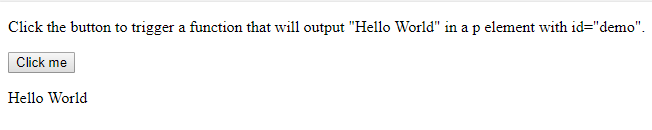 Click the button to trigger a function that will output "Hello World" in a p element with id="demo".
Click me
Hello World